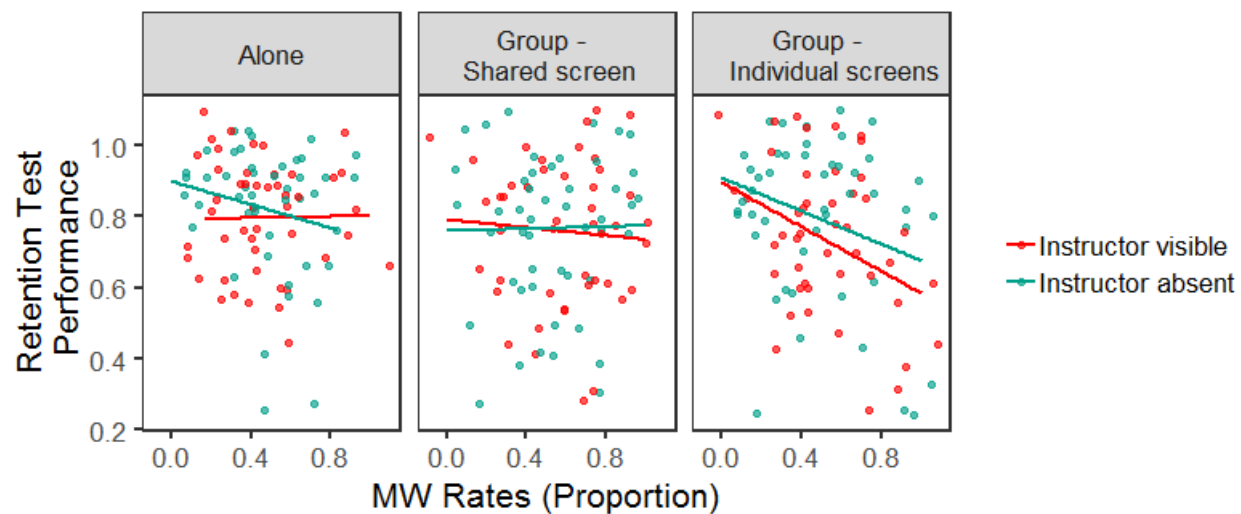 Alone
Group -
Shared screen
Group -
Individual screens
Retention Test
Performance
1.0
0.8
0.6
0.4
0.2
0.0 0.4 0.8
0.0 0.4 0.8
0.0 0.4 0.8
MW Rates (Proportion)
Instructor visible
Instructor absent